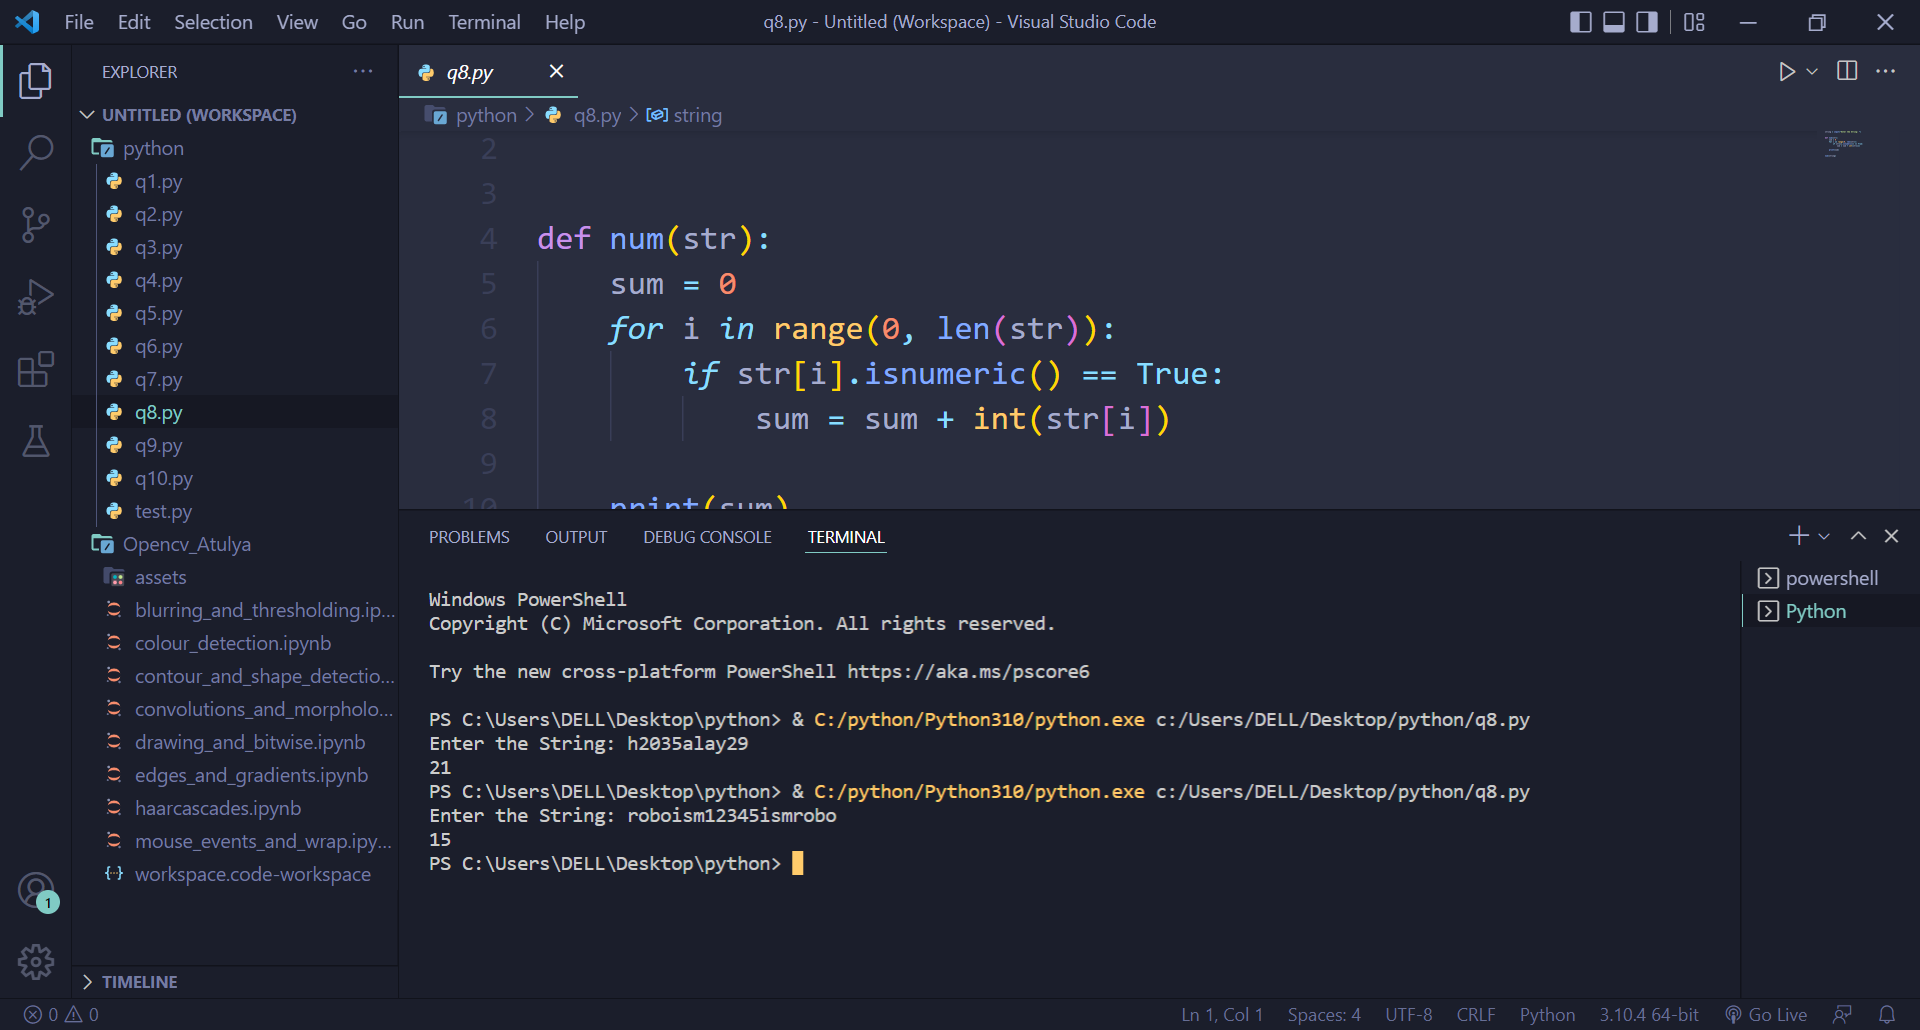 File Edit Selection View Go Run Terminal Help
q8.py - Untitled (Workspace) - Visual Studio Code
EXPLORER
UNTITLED (WORKSPACE)
python
q1.py
q2.py
q3.py
q4.py
q5.py
q6.py
q7.py
q8.py
q9.py
q10.py
test.py
Opencv_Atulya
assets
blurring_and_thresholding.ip...
colour_detection.ipynb
contour_and_shape_detectio...
convolutions_and_morpholo...
drawing_and_bitwise.ipynb
edges_and_gradients.ipynb
haarcascades.ipynb
mouse_events_and_wrap.ipy...
workspace.code-workspace
TIMELINE
1
q8.py
python > q8.py > string
2
3
4 def num(str):
5 sum = 0
6 for i in range(0, len(str)):
7 if str[i].isnumeric() == True:
8 sum = sum + int(str[i])
9
10 print(sum)
PROBLEMS OUTPUT DEBUG CONSOLE TERMINAL
Windows PowerShell
Copyright (C) Microsoft Corporation. All rights reserved.
Try the new cross-platform PowerShell https://aka.ms/pscore6
PS C:\Users\DELL\Desktop\python> & C:/python/Python310/python.exe c:/Users/DELL/Desktop/python/q8.py
Enter the String: h2035alay29
21
PS C:\Users\DELL\Desktop\python> & C:/python/Python310/python.exe c:/Users/DELL/Desktop/python/q8.py
Enter the String: roboism12345ismrobo
15
PS C:\Users\DELL\Desktop\python>
powershell
Python
0 0
Ln 1, Col 1 Spaces: 4 UTF-8 CRLF Python 3.10.4 64-bit Go Live